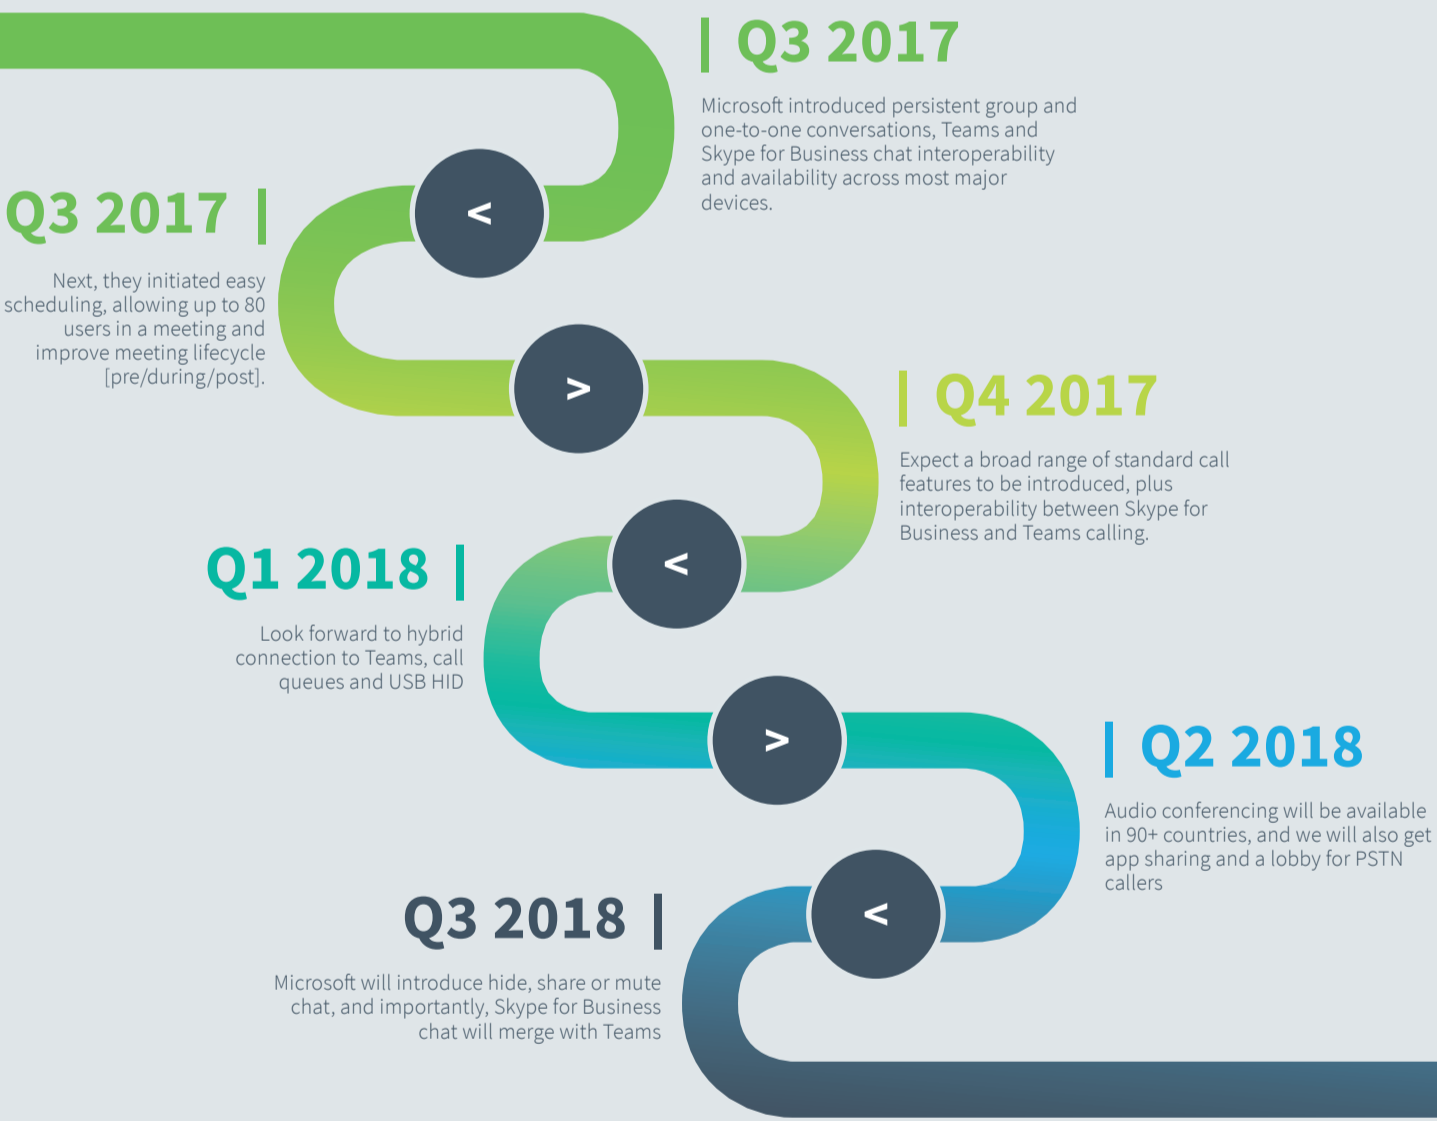 | Q3 2017
Microsoft introduced persistent group and
one-to-one conversations, Teams and
Skype for Business chat interoperability
and availability across most major
devices.
<
Q3 2017 |
Next, they initiated easy
scheduling, allowing up to 80
users in a meeting and
improve meeting lifecycle
[pre/during/post].
>
| Q4 2017
Expect a broad range of standard call
features to be introduced, plus
interoperability between Skype for
Business and Teams calling.
<
Q1 2018 |
Look forward to hybrid
connection to Teams, call
queues and USB HID
>
| Q2 2018
Audio conferencing will be available
in 90+ countries, and we will also get
app sharing and a lobby for PSTN
callers
<
Q3 2018 |
Microsoft will introduce hide, share or mute
chat, and importantly, Skype for Business
chat will merge with Teams